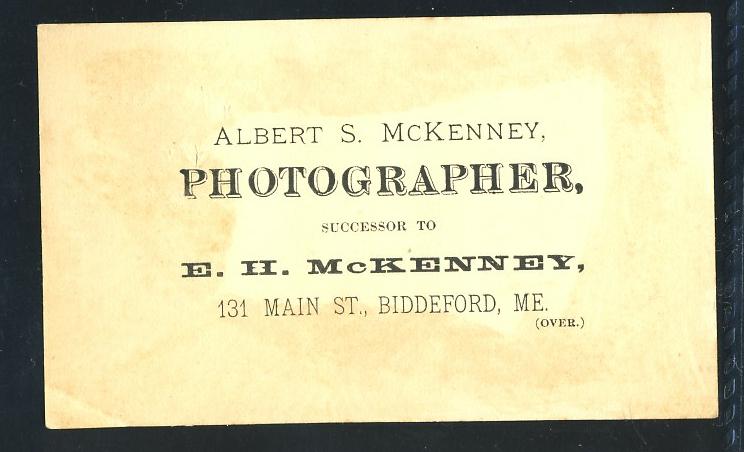 ALBERT S. MCKENNEY,
PHOTOGRAPHER,
SUCCESSOR TO
E. H. McKENNEY,
131 MAIN ST., BIDDEFORD, ME.
(OVER.)